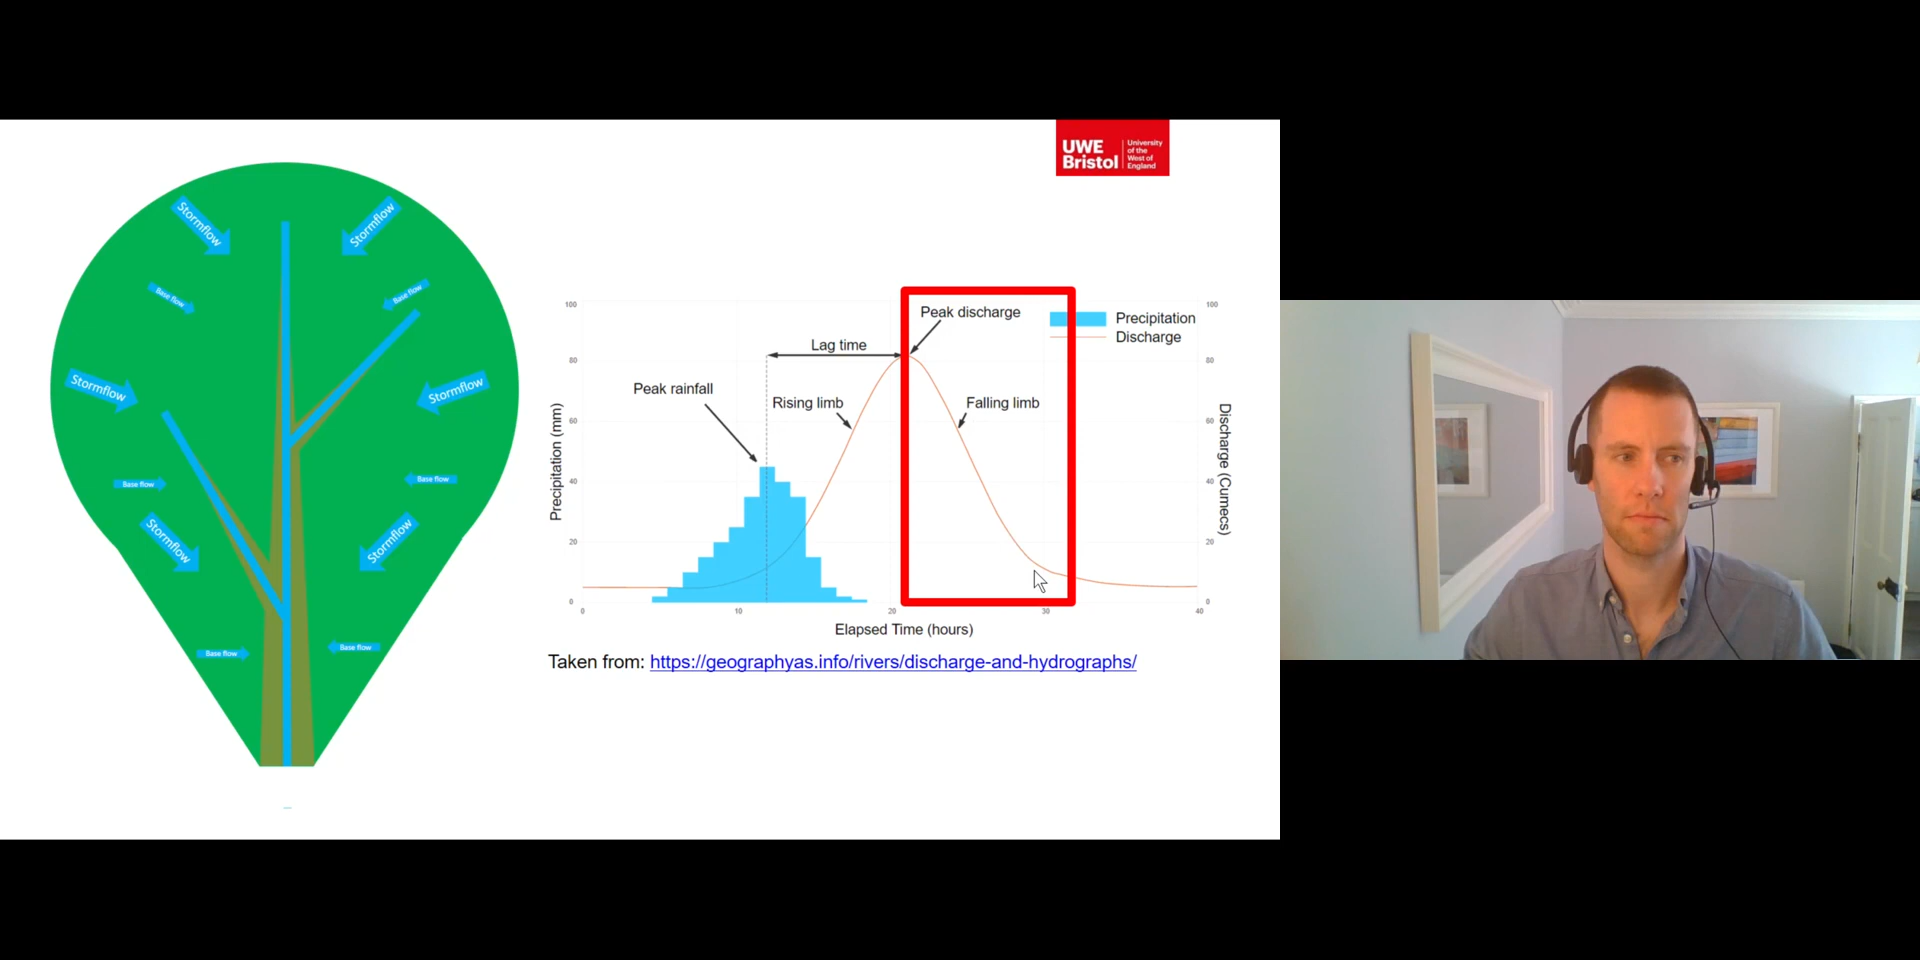 UWE
Bristol
University
of the
West of
England
Stormflow
Stormflow
Base flow
Base flow
Stormflow
Stormflow
Base flow
Base flow
Stormflow
Stormflow
Base flow
Base flow
Peak discharge
Precipitation
Discharge
Lag time
Peak rainfall
Rising limb
Falling limb
Precipitation (mm)
Discharge (Cumecs)
100
80
60
40
20
0
100
80
60
40
20
0
0
10
20
30
40
Elapsed Time (hours)
Taken from: https://geographyas.info/rivers/discharge-and-hydrographs/